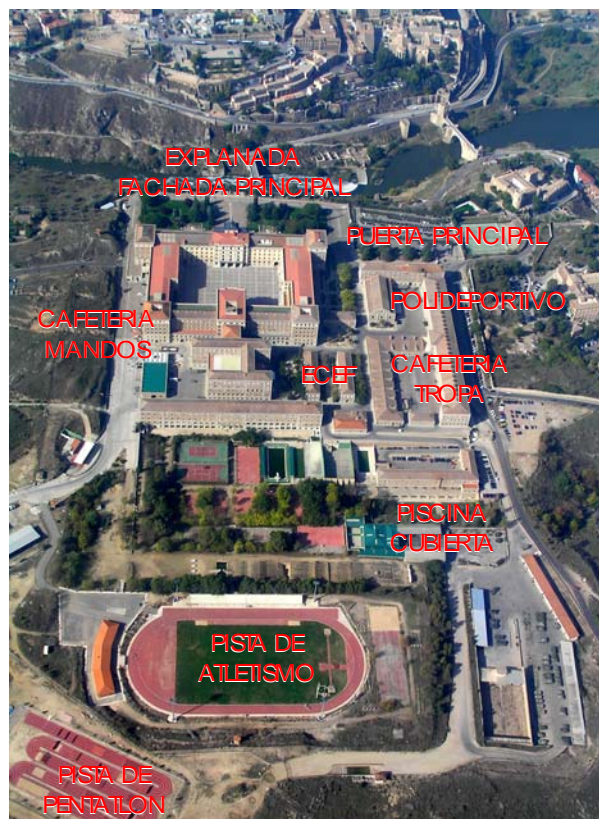 EXPLANADA
FACHADA PRINCIPAL
PUERTA PRINCIPAL
POLIDEPORTIVO
CAFETERIA
MANDOS
ECEF
CAFETERIA
TROPA
PISCINA
CUBIERTA
PISTA DE
ATLETISMO
PISTA DE
PENTATLON